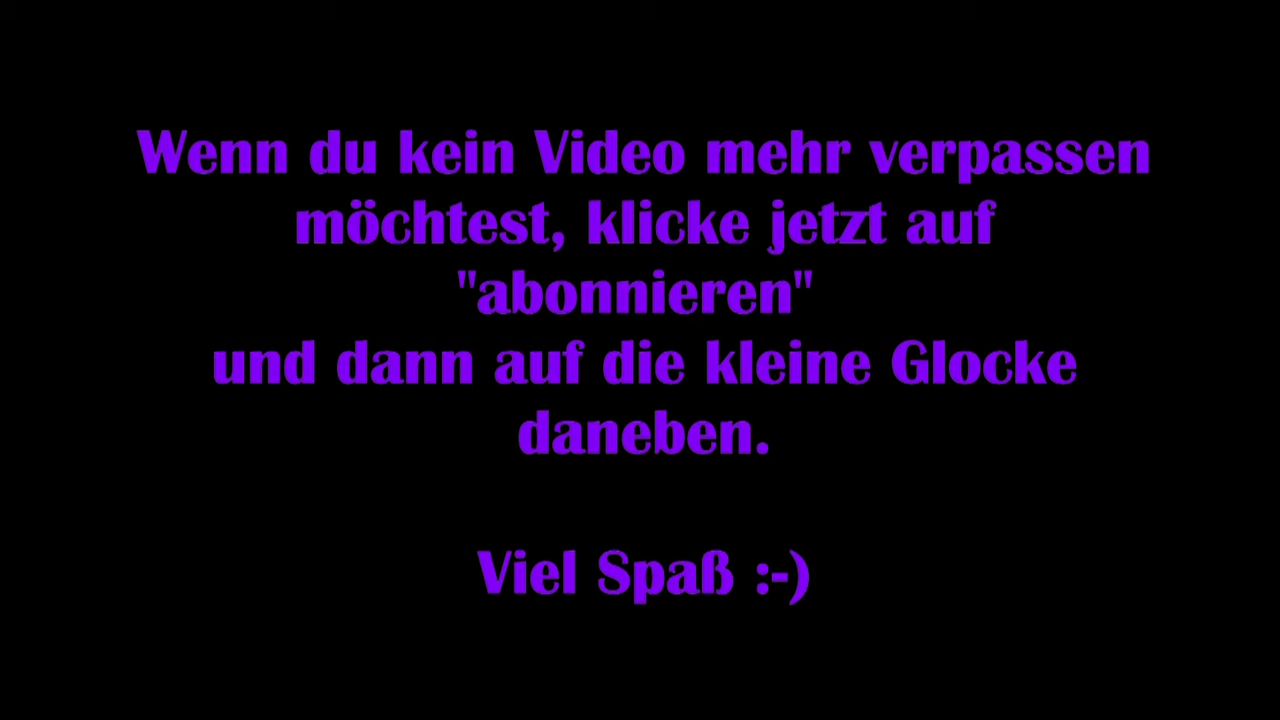 Wenn du kein Video mehr verpassen
möchtest, klicke jetzt auf
"abonnieren"
und dann auf die kleine Glocke
daneben.
Viel Spaß :-)